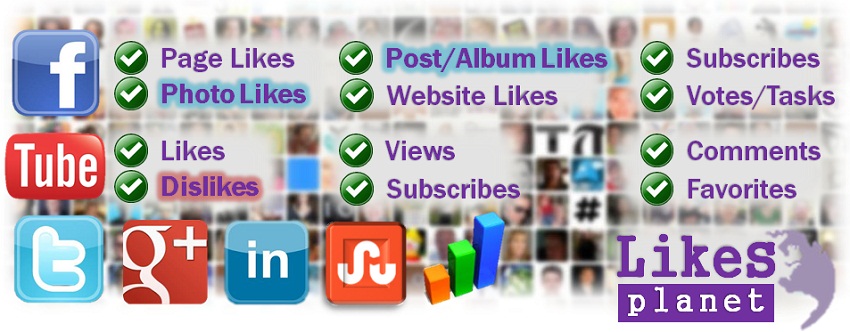 f
Page Likes
Post/Album Likes
Subscribes
Photo Likes
Website Likes
Votes/Tasks
Tube
Likes
Views
Comments
Dislikes
Subscribes
Favorites
t
g+
in
Likes
planet